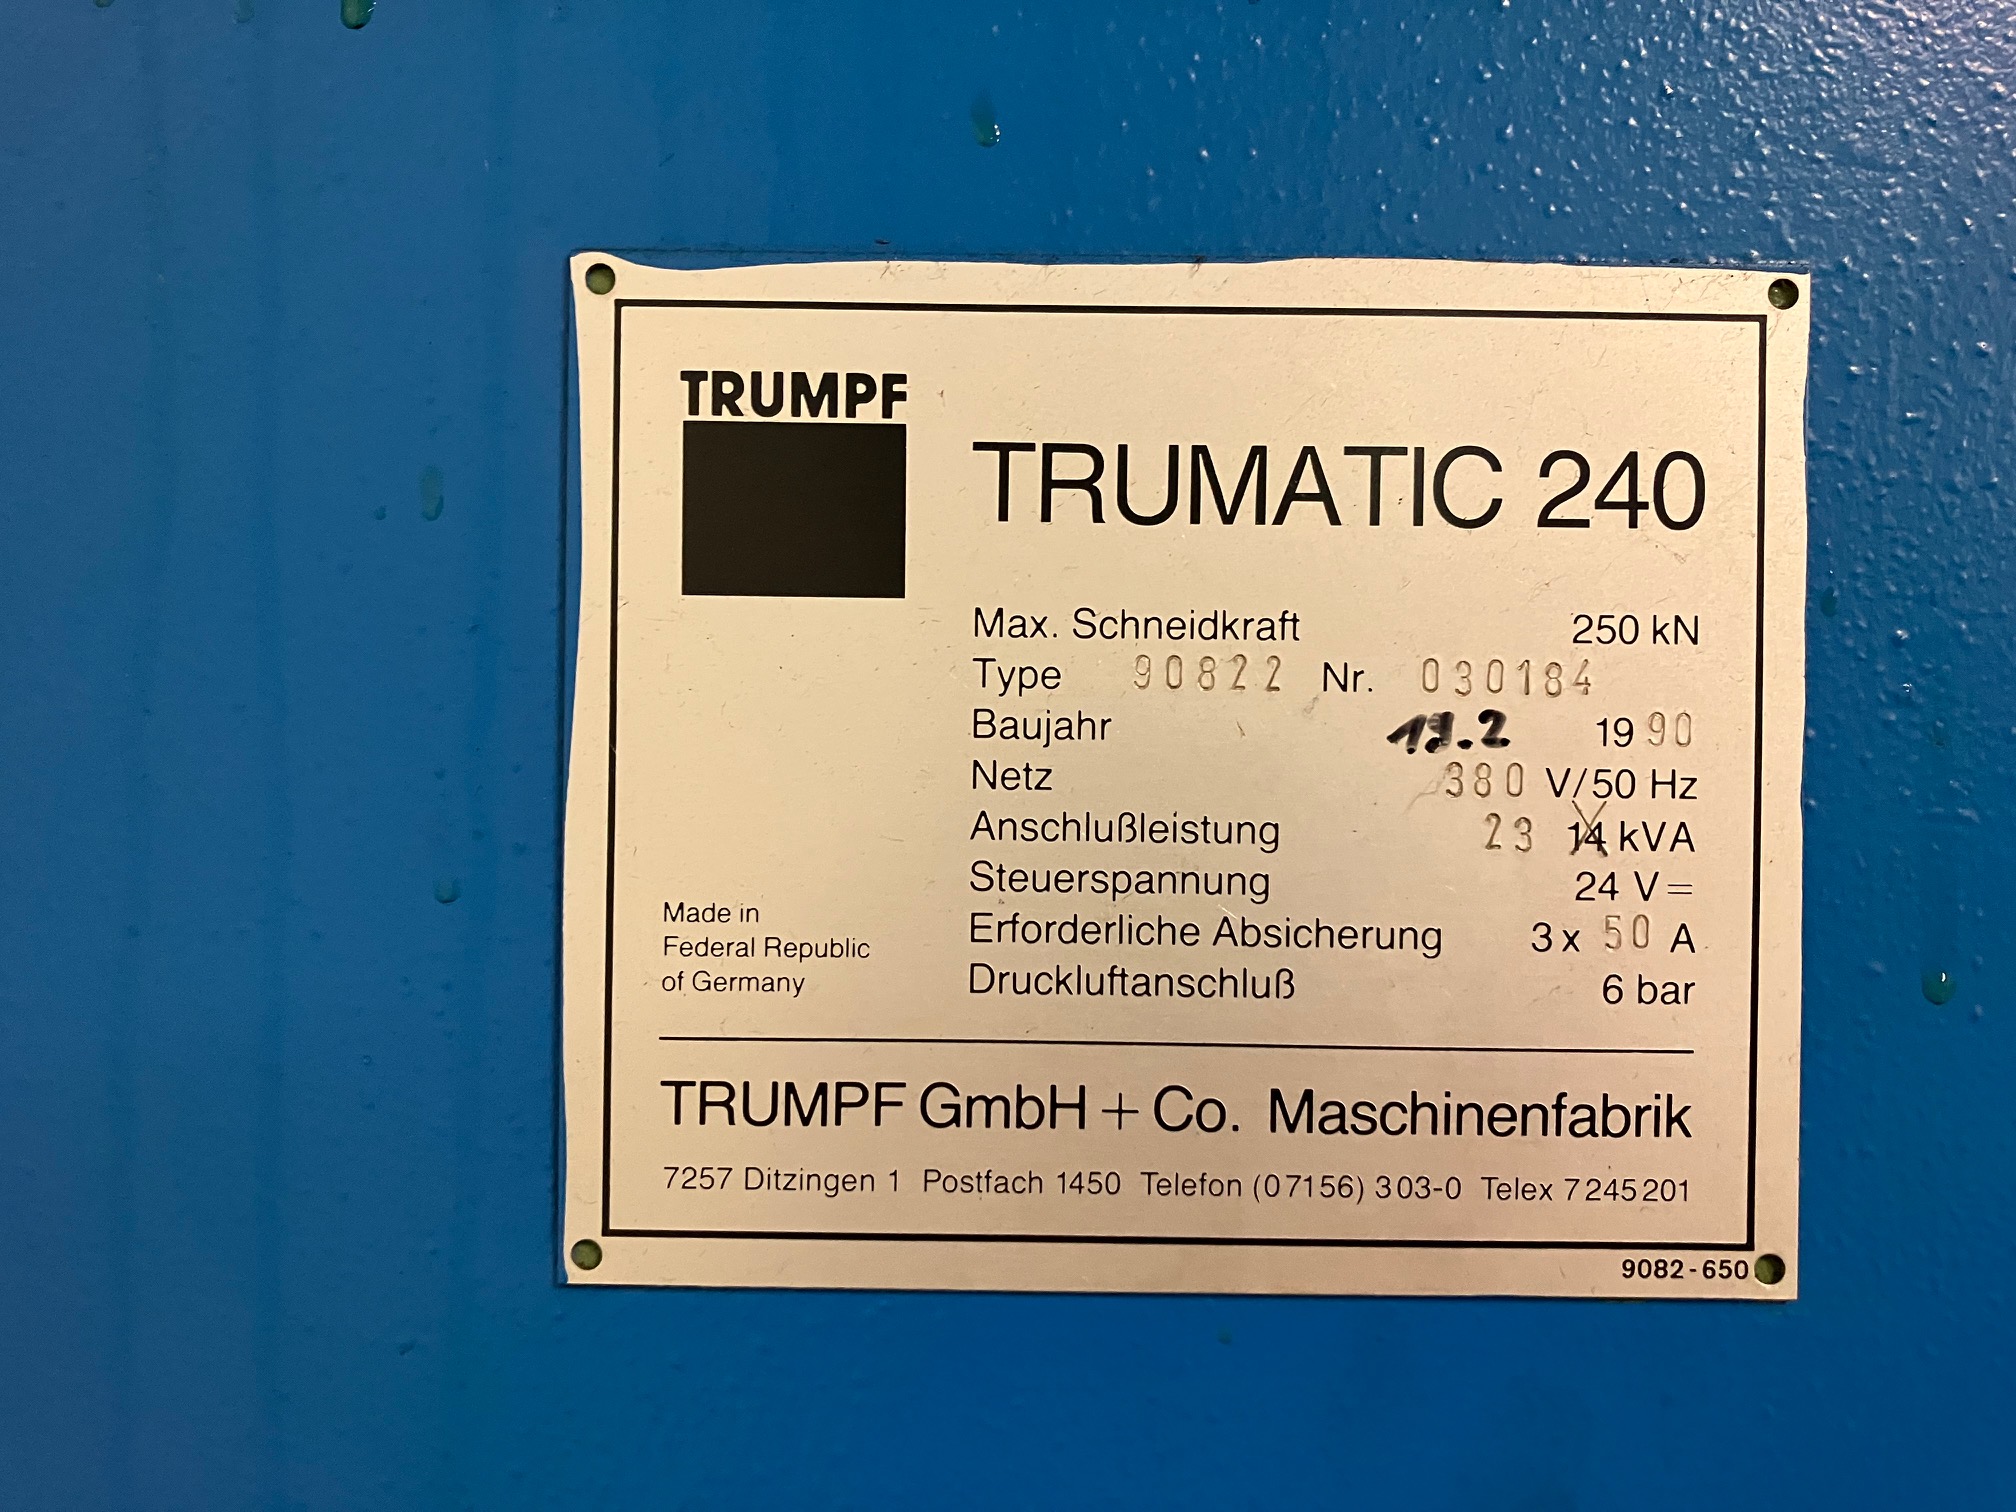 TRUMPF
TRUMATIC 240
Max. Schneidkraft 250 kN
Type 90822 Nr. 030184
Baujahr 1990
Netz 380 V/50 Hz
Anschlußleistung 23 14 kVA
Steuerspannung 24 V=
Erforderliche Absicherung 3 x 50 A
Druckluftanschluß 6 bar
Made in
Federal Republic
of Germany
TRUMPF GmbH + Co. Maschinenfabrik
7257 Ditzingen 1 Postfach 1450 Telefon (07156) 303-0 Telex 7245201
9082-650